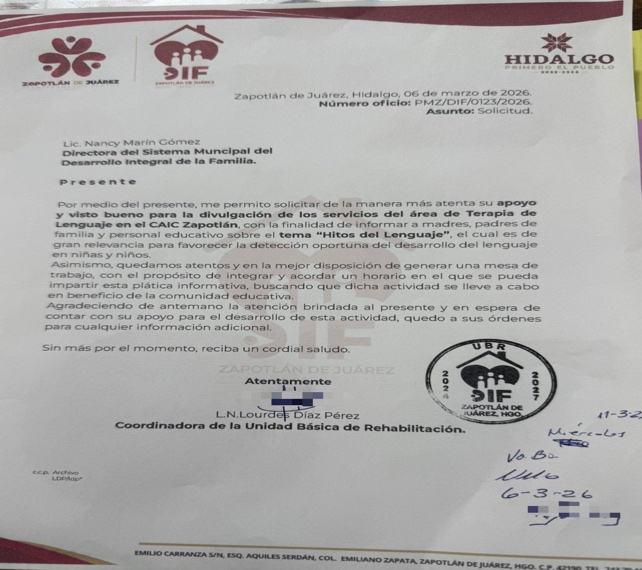 ZAPOTLÁN DE JUÁREZ
DIF
ZAPOTLÁN DE JUÁREZ
HIDALGO
PRIMERO EL PUEBLO
Zapotlán de Juárez, Hidalgo, 06 de marzo de 2026.
Número oficio: PMZ/DIF/0123/2026.
Asunto: Solicitud.
Lic. Nancy Marín Gómez
Directora del Sistema Muncipal del
Desarrollo Integral de la Familia.
Presente
Por medio del presente, me permito solicitar de la manera más atenta su apoyo
y visto bueno para la divulgación de los servicios del área de Terapia de
Lenguaje en el CAIC Zapotlán, con la finalidad de informar a madres, padres de
familia y personal educativo sobre el tema “Hitos del Lenguaje”, el cual es de
gran relevancia para favorecer la detección oportuna del desarrollo del lenguaje
en niñas y niños.
Asimismo, quedamos atentos y en la mejor disposición de generar una mesa de
trabajo, con el propósito de integrar y acordar un horario en el que se pueda
impartir esta plática informativa, buscando que dicha actividad se lleve a cabo
en beneficio de la comunidad educativa.
Agradeciendo de antemano la atención brindada al presente y en espera de
contar con su apoyo para el desarrollo de esta actividad, quedo a sus órdenes
para cualquier información adicional.
Sin más por el momento, reciba un cordial saludo.
DIF
ZAPOTLÁN DE JUÁREZ
Atentamente
L.N.Lourdes Díaz Pérez
Coordinadora de la Unidad Básica de Rehabilitación.
UBR
2024
2027
DIF
ZAPOTLÁN DE
JUÁREZ, HGO.
11-3-2
Miércoles
Vo. Bo.
6-3-26
c.c.p. Archivo
LDP/lap*
EMILIO CARRANZA S/N, ESQ. AQUILES SERDÁN, COL. EMILIANO ZAPATA, ZAPOTLÁN DE JUÁREZ, HGO. C.P. 42190, TEL.